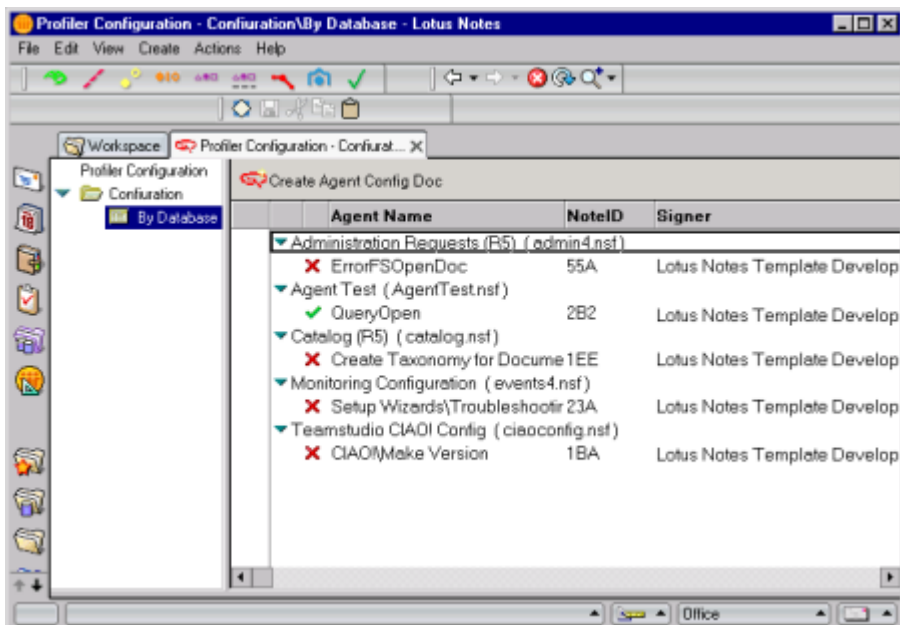 Profiler Configuration - Confiuration\By Database - Lotus Notes
File Edit View Create Actions Help
Workspace Profiler Configuration - Confiurat...
Profiler Configuration
Confiuration
By Database
Create Agent Config Doc
Agent Name NoteID Signer
Administration Requests (R5) (admin4.nsf)
ErrorFSOpenDoc 55A Lotus Notes Template Develop
Agent Test (AgentTest.nsf)
QueryOpen 2B2 Lotus Notes Template Develop
Catalog (R5) (catalog.nsf)
Create Taxonomy for Docume 1EE Lotus Notes Template Develop
Monitoring Configuration (events4.nsf)
Setup Wizards\Troubleshootir 23A Lotus Notes Template Develop
Teamstudio CIAO! Config (ciaoconfig.nsf)
CIAO!\Make Version 1BA Lotus Notes Template Develop
Office